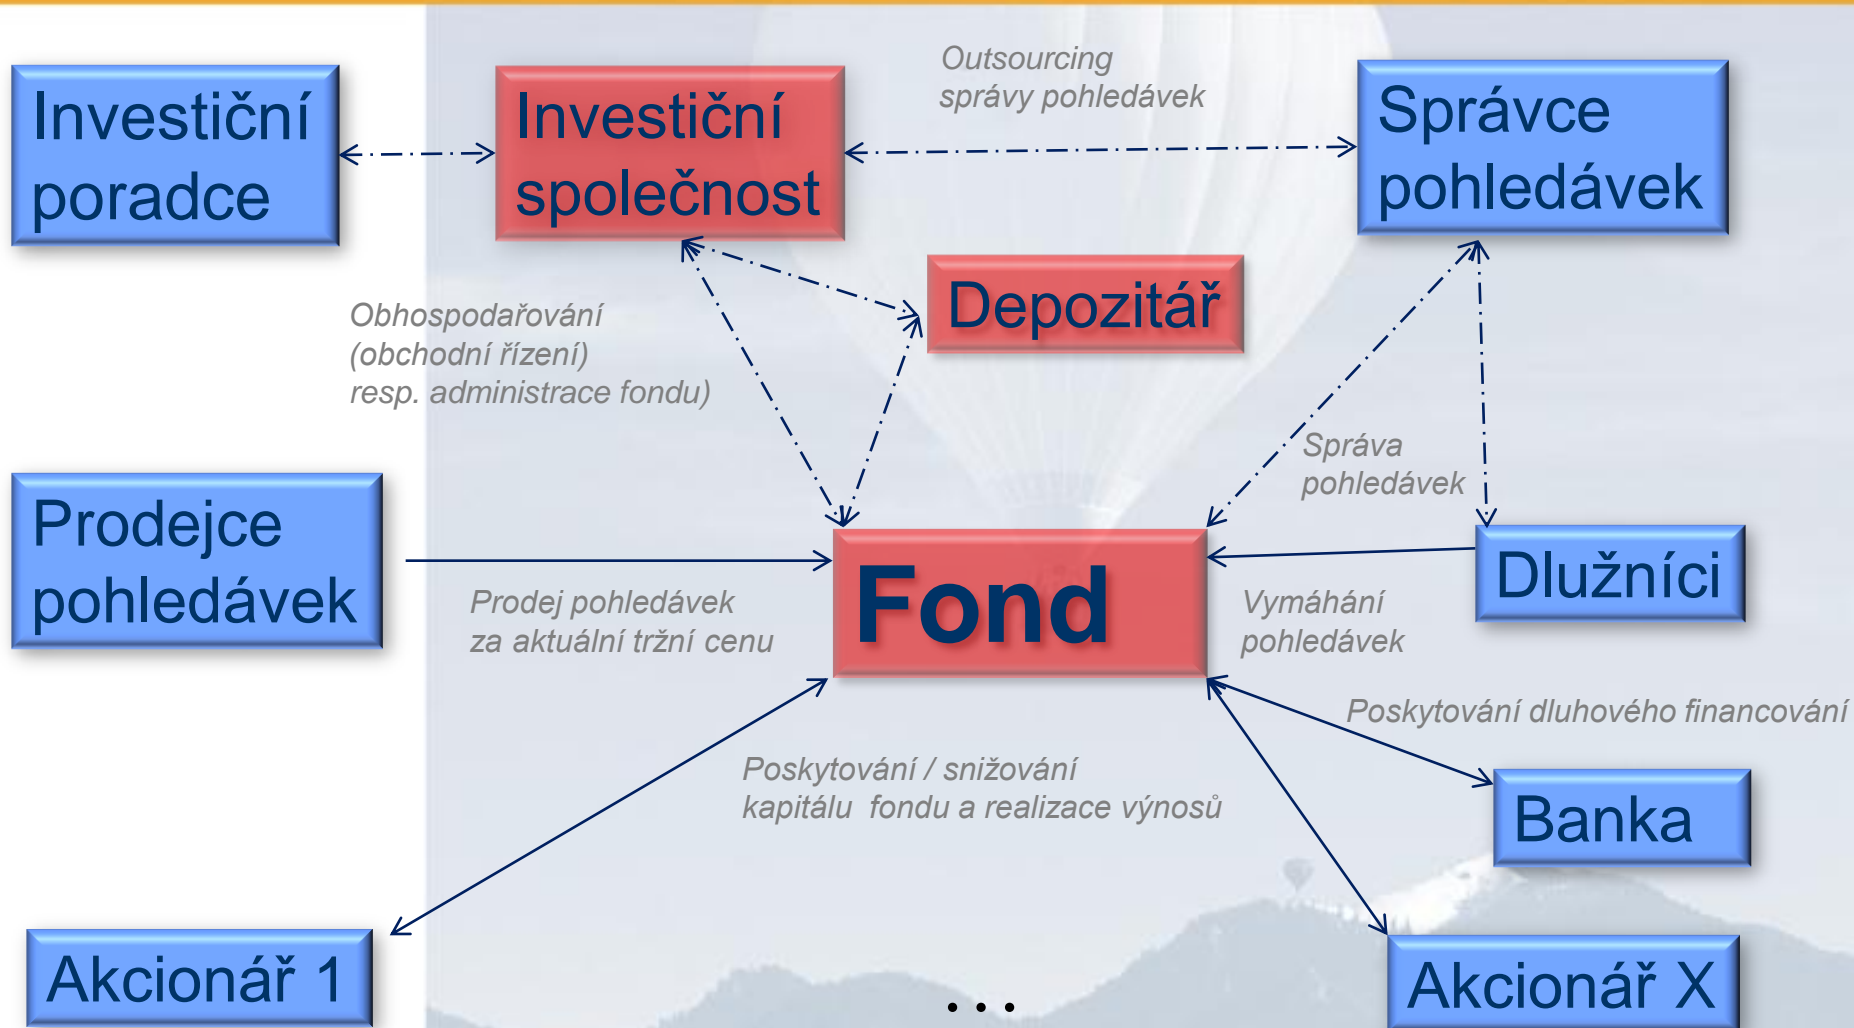 Investiční
poradce
Investiční
společnost
Outsourcing
správy pohledávek
Správce
pohledávek
Depozitář
Obhospodařování
(obchodní řízení)
resp. administrace fondu)
Správa
pohledávek
Prodejce
pohledávek
Prodej pohledávek
za aktuální tržní cenu
Fond
Vymáhání
pohledávek
Dlužníci
Poskytování dluhového financování
Poskytování / snižování
kapitálu  fondu a realizace výnosů
Banka
Akcionář 1
...
Akcionář X